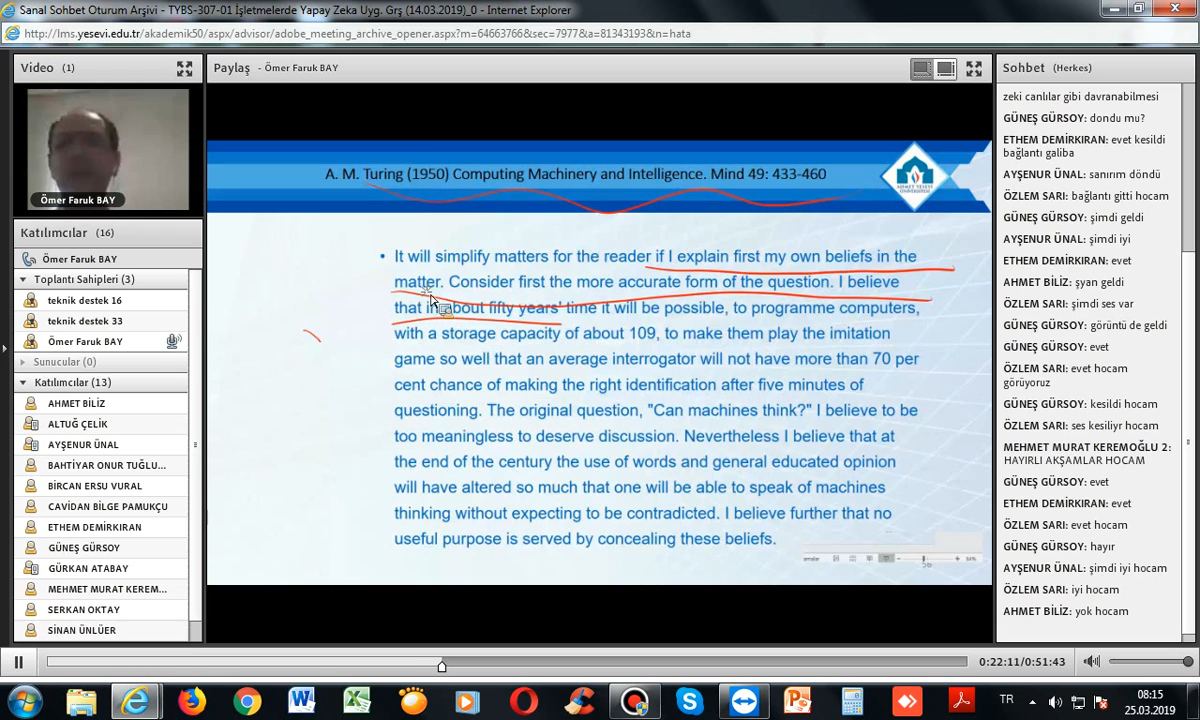 Sanal Sohbet Oturum Arşivi - TYBS-307-01 İşletmelerde Yapay Zeka Uyg. Grş (14.03.2019)_0 - Internet Explorer
http://lms.yesevi.edu.tr/akademik50/aspx/advisor/adobe_meeting_archive_opener.aspx?m=64663766&sec=7977&a=81343193&n=hata
Video (1)
Ömer Faruk BAY
Katılımcılar (16)
Ömer Faruk BAY
Toplantı Sahipleri (3)
teknik destek 16
teknik destek 33
Ömer Faruk BAY
Sunucular (0)
Katılımcılar (13)
AHMET BİLİZ
ALTUĞ ÇELİK
AYŞENUR ÜNAL
BAHTİYAR ONUR TUĞLU...
BİRCAN ERSU VURAL
CAVİDAN BİLGE PAMUKÇU
ETHEM DEMİRKIRAN
GÜNEŞ GÜRSOY
GÜRKAN ATABAY
MEHMET MURAT KEREM...
SERKAN OKTAY
SİNAN ÜNLÜER
Paylaş - Ömer Faruk BAY
A. M. Turing (1950) Computing Machinery and Intelligence. Mind 49: 433-460
AHMET YESEVİ
ÜNİVERSİTESİ
• It will simplify matters for the reader if I explain first my own beliefs in the
matter. Consider first the more accurate form of the question. I believe
that in about fifty years' time it will be possible, to programme computers,
with a storage capacity of about 109, to make them play the imitation
game so well that an average interrogator will not have more than 70 per
cent chance of making the right identification after five minutes of
questioning. The original question, "Can machines think?" I believe to be
too meaningless to deserve discussion. Nevertheless I believe that at
the end of the century the use of words and general educated opinion
will have altered so much that one will be able to speak of machines
thinking without expecting to be contradicted. I believe further that no
useful purpose is served by concealing these beliefs.
Sohbet (Herkes)
zeki canlılar gibi davranabilmesi
GÜNEŞ GÜRSOY: dondu mu?
ETHEM DEMİRKIRAN: evet kesildi
bağlantı galiba
AYŞENUR ÜNAL: sanırım döndü
ÖZLEM SARI: bağlantı gitti hocam
GÜNEŞ GÜRSOY: şimdi geldi
AYŞENUR ÜNAL: şimdi iyi
ETHEM DEMİRKIRAN: evet
AHMET BİLİZ: şyan geldi
ÖZLEM SARI: şimdi ses var
GÜNEŞ GÜRSOY: görüntü de geldi
GÜNEŞ GÜRSOY: evet
ÖZLEM SARI: evet hocam
görüyoruz
GÜNEŞ GÜRSOY: kesildi hocam
ÖZLEM SARI: ses kesiliyr hocam
MEHMET MURAT KEREMOĞLU 2:
HAYIRLI AKŞAMLAR HOCAM
GÜNEŞ GÜRSOY: evet
ETHEM DEMİRKIRAN: evet
ÖZLEM SARI: evet hocam
GÜNEŞ GÜRSOY: hayır
AYŞENUR ÜNAL: şimdi iyi hocam
ÖZLEM SARI: iyi hocam
AHMET BİLİZ: yok hocam
0:22:11/0:51:43
TR
08:15
25.03.2019